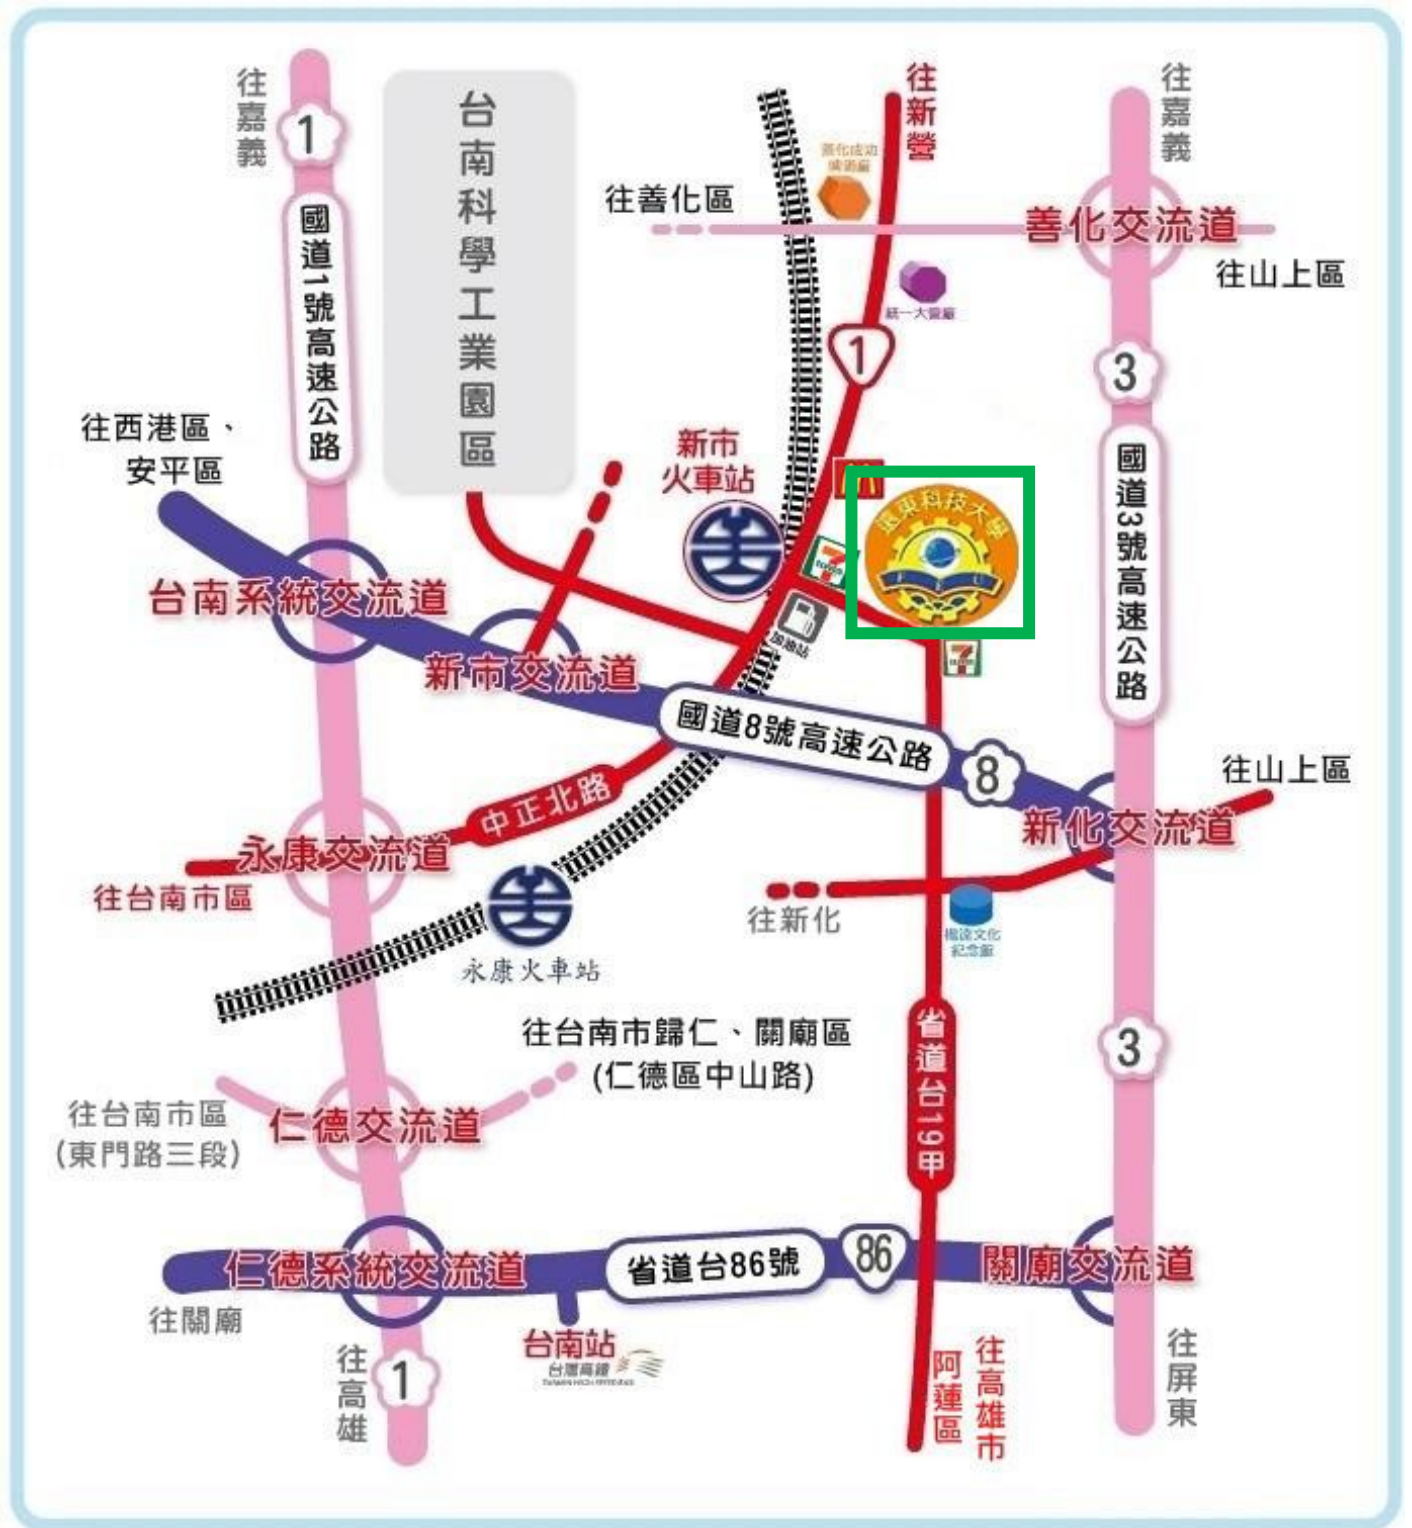 往嘉義
1
國道1號高速公路
台南科學工業園區
往新營
善化成功
啤酒廠
往善化區
往嘉義
善化交流道
往山上區
統一大營廠
1
3
國道3號高速公路
往西港區、
安平區
新市
火車站
遠東科技大學
F E U
7
ELEVEN
加油站
7
ELEVEN
台南系統交流道
新市交流道
國道8號高速公路
8
往山上區
新化交流道
中正北路
永康交流道
往台南市區
往新化
楊逵文化
紀念館
永康火車站
省道台19甲
3
往台南市歸仁、關廟區
(仁德區中山路)
往台南市區
(東門路三段)
仁德交流道
仁德系統交流道
省道台86號
86
關廟交流道
往關廟
台南站
台灣高鐵
往高雄
1
往高雄市
阿蓮區
往屏東